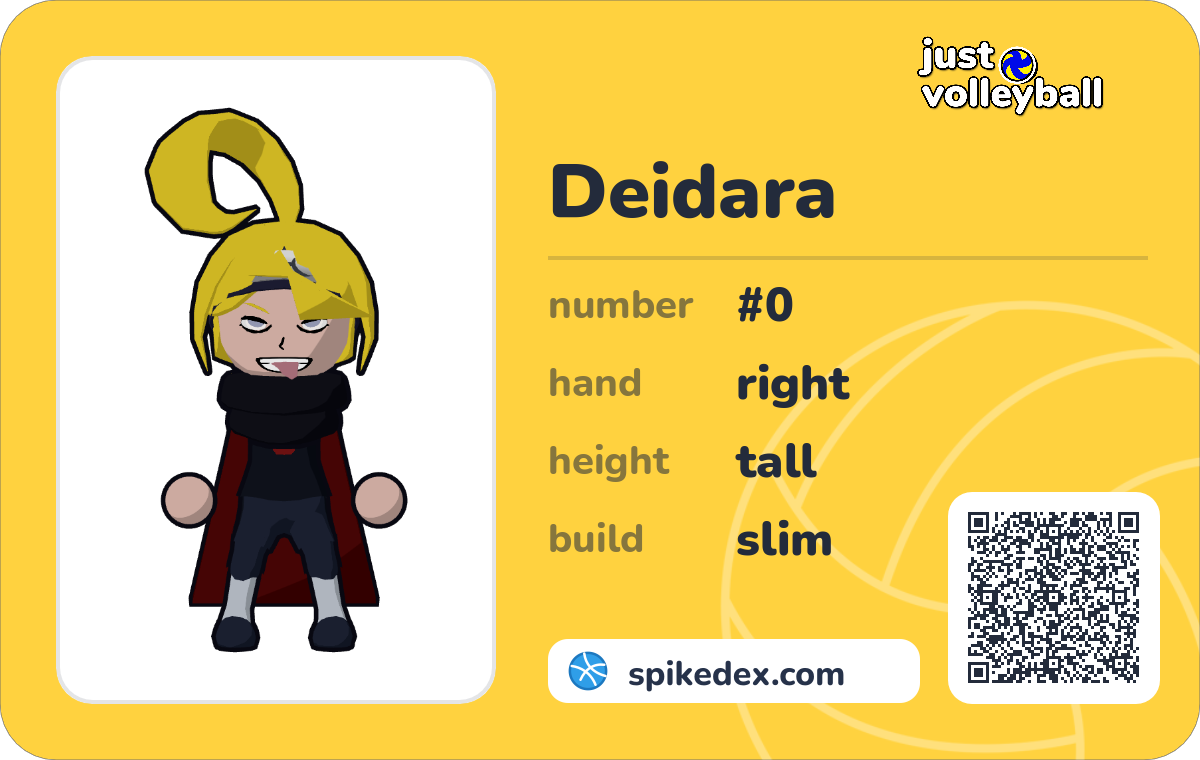 just
volleyball
Deidara
number #0
hand right
height tall
build slim
spikedex.com